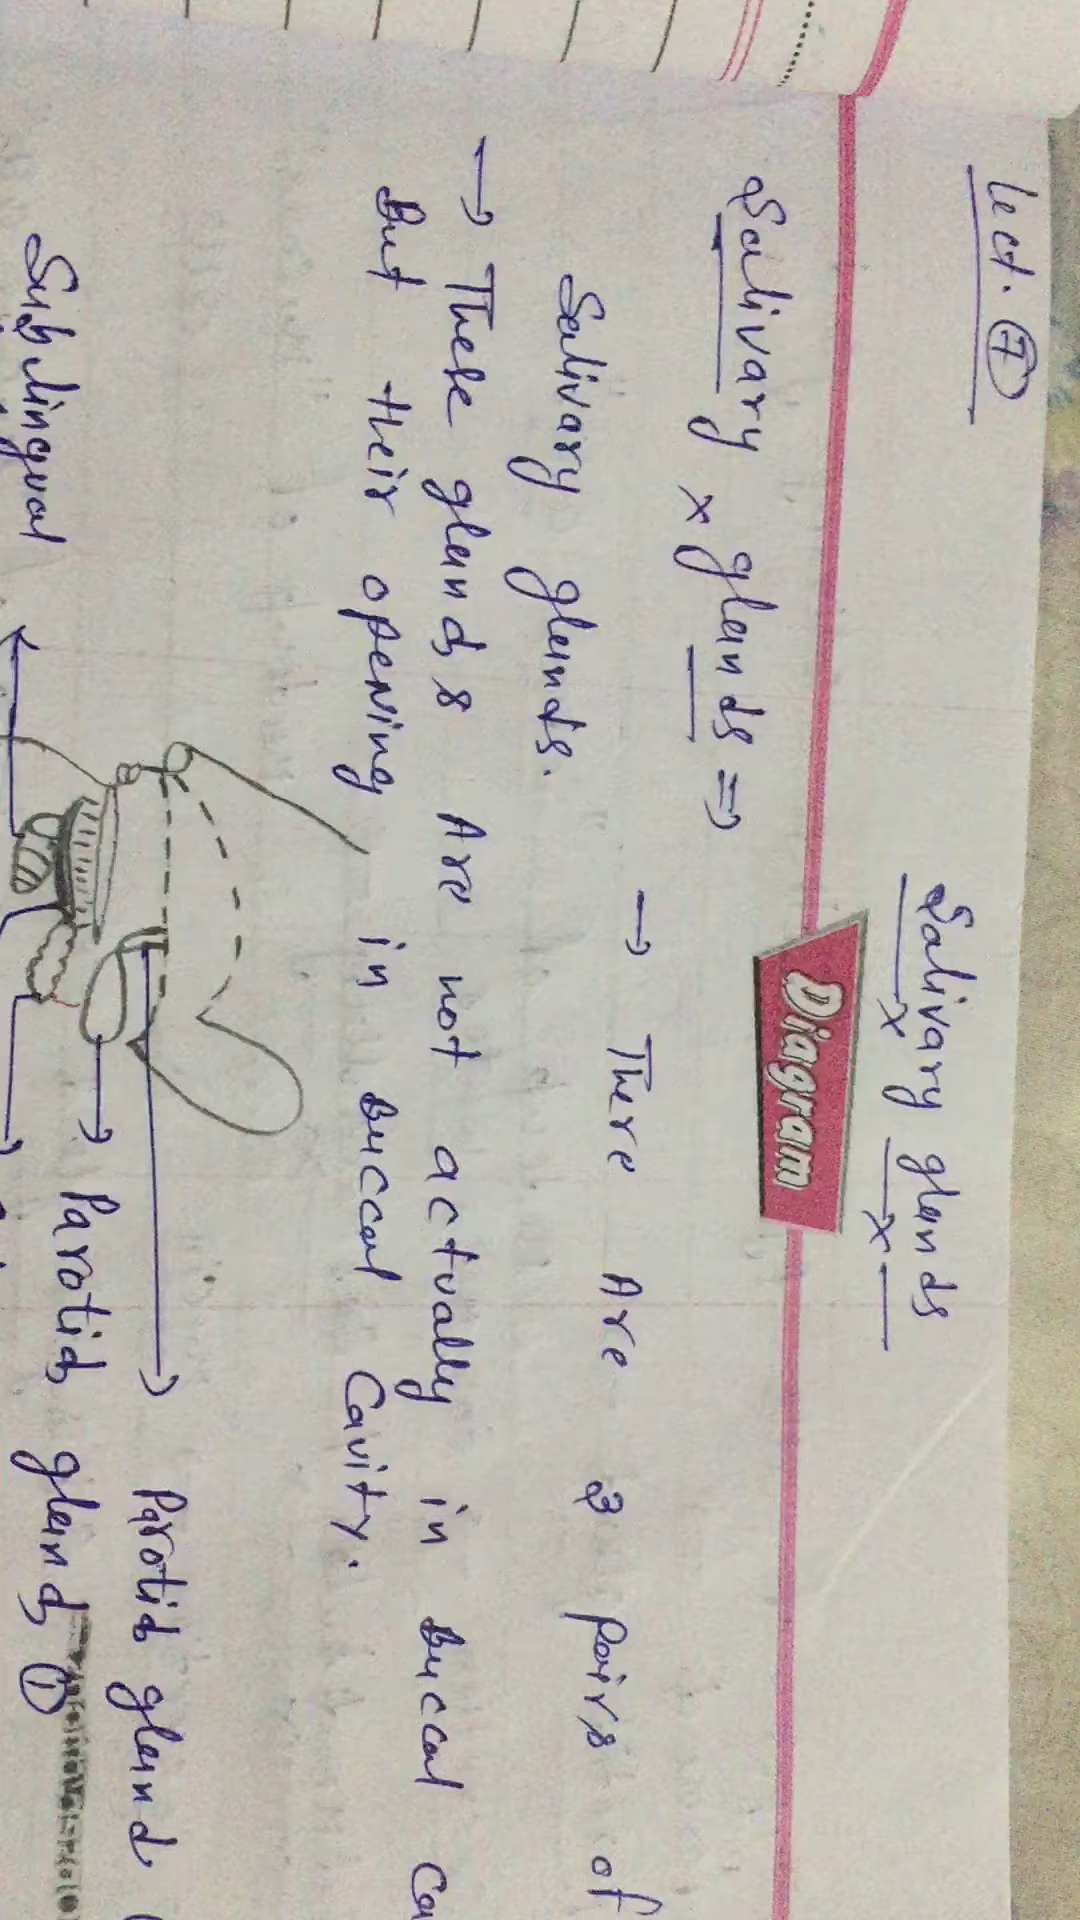 Lect. 7
Salivary glands
Diagram
Salivary glands ⇒
→ There Are 3 pairs of
Salivary glands.
→ These glands Are not actually in Buccal
But their opening in Buccal Cavity.
Parotid gland
Parotid gland ①
Sublingual